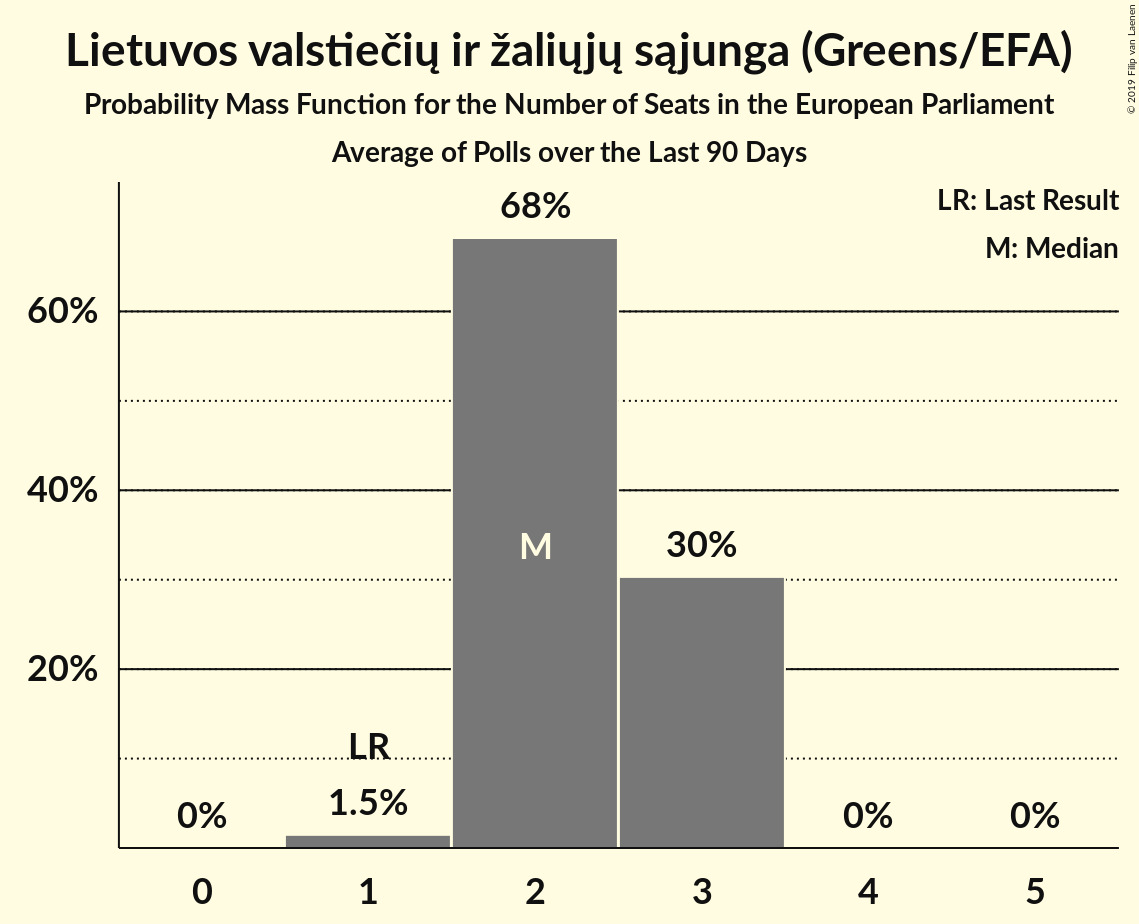 Lietuvos valstiečių ir žaliųjų sąjunga (Greens/EFA)
Probability Mass Function for the Number of Seats in the European Parliament
Average of Polls over the Last 90 Days
© 2019 Filip van Laenen
LR: Last Result
M: Median
68%
60%
40%
M
30%
20%
LR
0%
1.5%
0%
0%
0
1
2
3
4
5